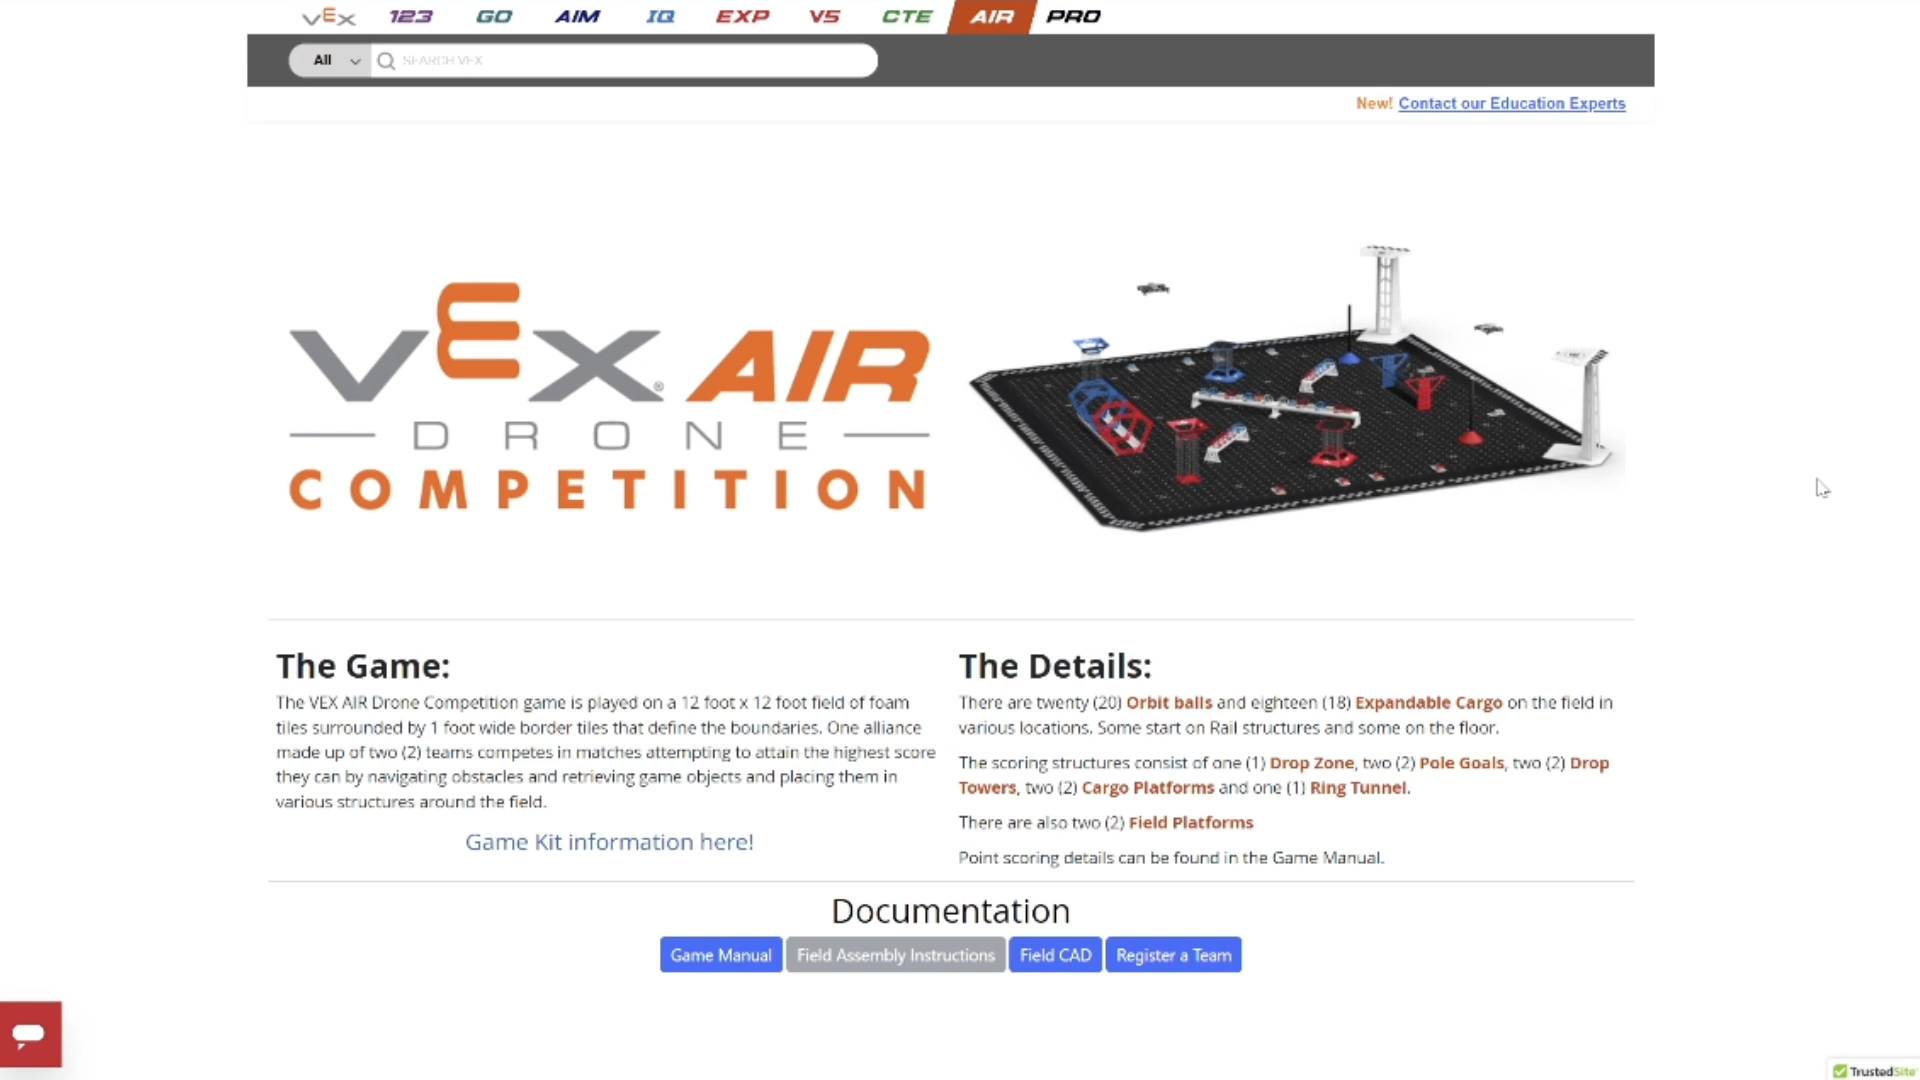 VEX 123 GO AIM IQ EXP V5 CTE AIR PRO
All SEARCH VEX
New! Contact our Education Experts
VEX AIR
DRONE
COMPETITION
The Game:
The VEX AIR Drone Competition game is played on a 12 foot x 12 foot field of foam
tiles surrounded by 1 foot wide border tiles that define the boundaries. One alliance
made up of two (2) teams competes in matches attempting to attain the highest score
they can by navigating obstacles and retrieving game objects and placing them in
various structures around the field.
Game Kit information here!
The Details:
There are twenty (20) Orbit balls and eighteen (18) Expandable Cargo on the field in
various locations. Some start on Rail structures and some on the floor.
The scoring structures consist of one (1) Drop Zone, two (2) Pole Goals, two (2) Drop
Towers, two (2) Cargo Platforms and one (1) Ring Tunnel.
There are also two (2) Field Platforms
Point scoring details can be found in the Game Manual.
Documentation
Game Manual Field Assembly Instructions Field CAD Register a Team
TrustedSite